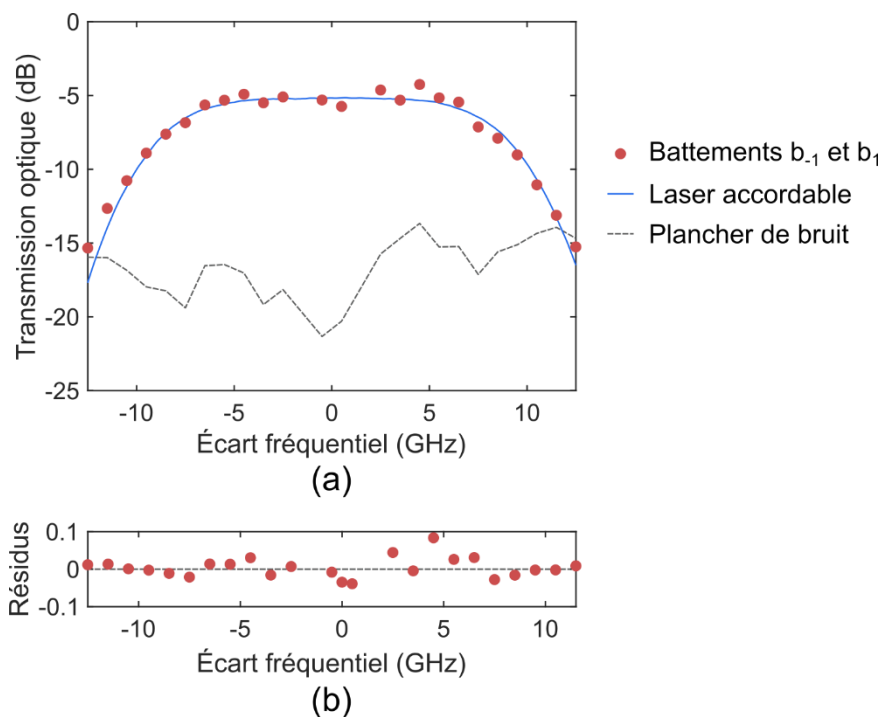 0
-5
-10
-15
-20
-25
Transmission optique (dB)
-10 -5 0 5 10
Écart fréquentiel (GHz)
(a)
Battements b₋₁ et b₁
Laser accordable
Plancher de bruit
0.1
0
-0.1
Résidus
-10 -5 0 5 10
Écart fréquentiel (GHz)
(b)